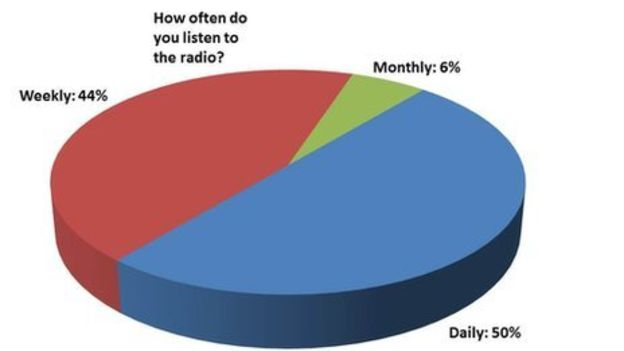 How often do
you listen to
the radio?
Monthly: 6%
Weekly: 44%
Daily: 50%